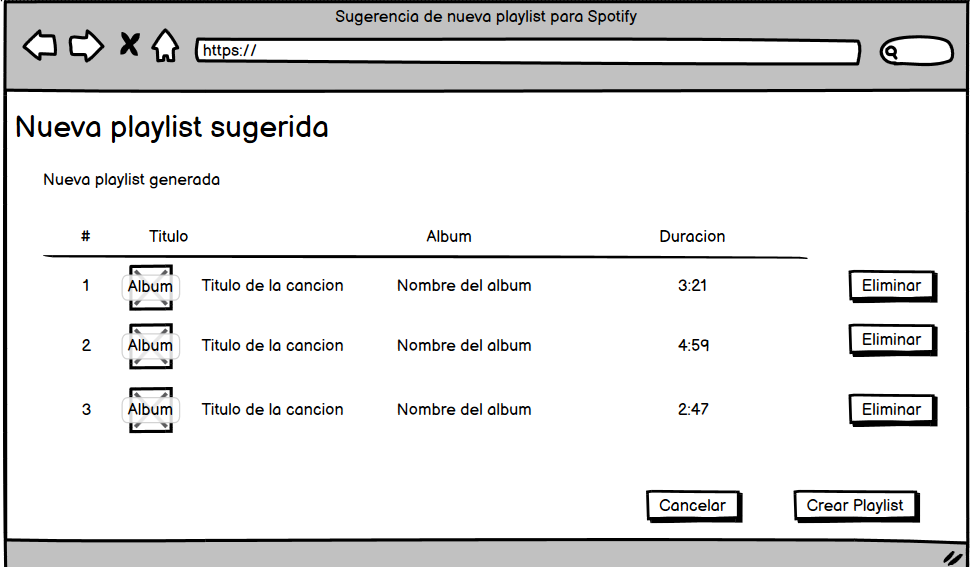 Sugerencia de nueva playlist para Spotify
https://
Nueva playlist sugerida
Nueva playlist generada
# Titulo Album Duracion
1 Album Titulo de la cancion Nombre del album 3:21 Eliminar
2 Album Titulo de la cancion Nombre del album 4:59 Eliminar
3 Album Titulo de la cancion Nombre del album 2:47 Eliminar
Cancelar Crear Playlist